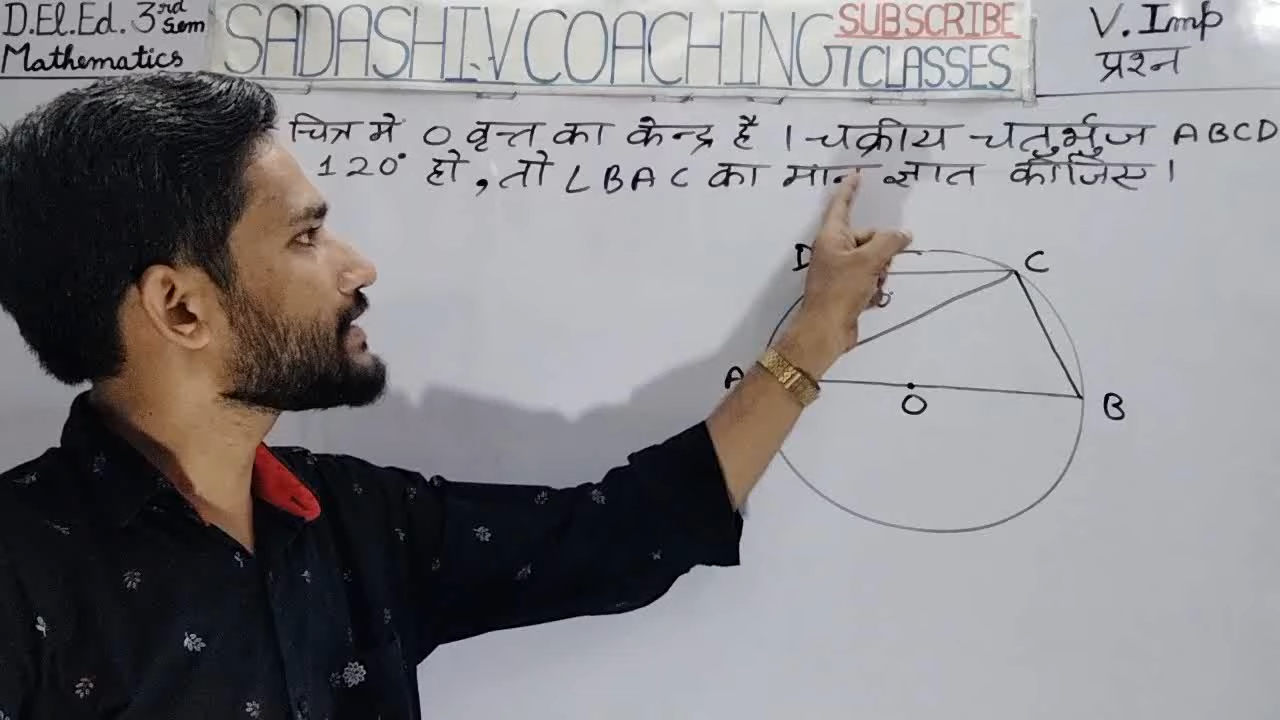 D.El.Ed. 3rd Sem
Mathematics
SADASHIV COACHING CLASSES
SUBSCRIBE
V. Imp
प्रश्न
चित्र में O वृत्त का केन्द्र है । चक्रीय चतुर्भुज ABCD
120° हो, तो ∠BAC का मान ज्ञात कीजिए ।
D
C
A
O
B